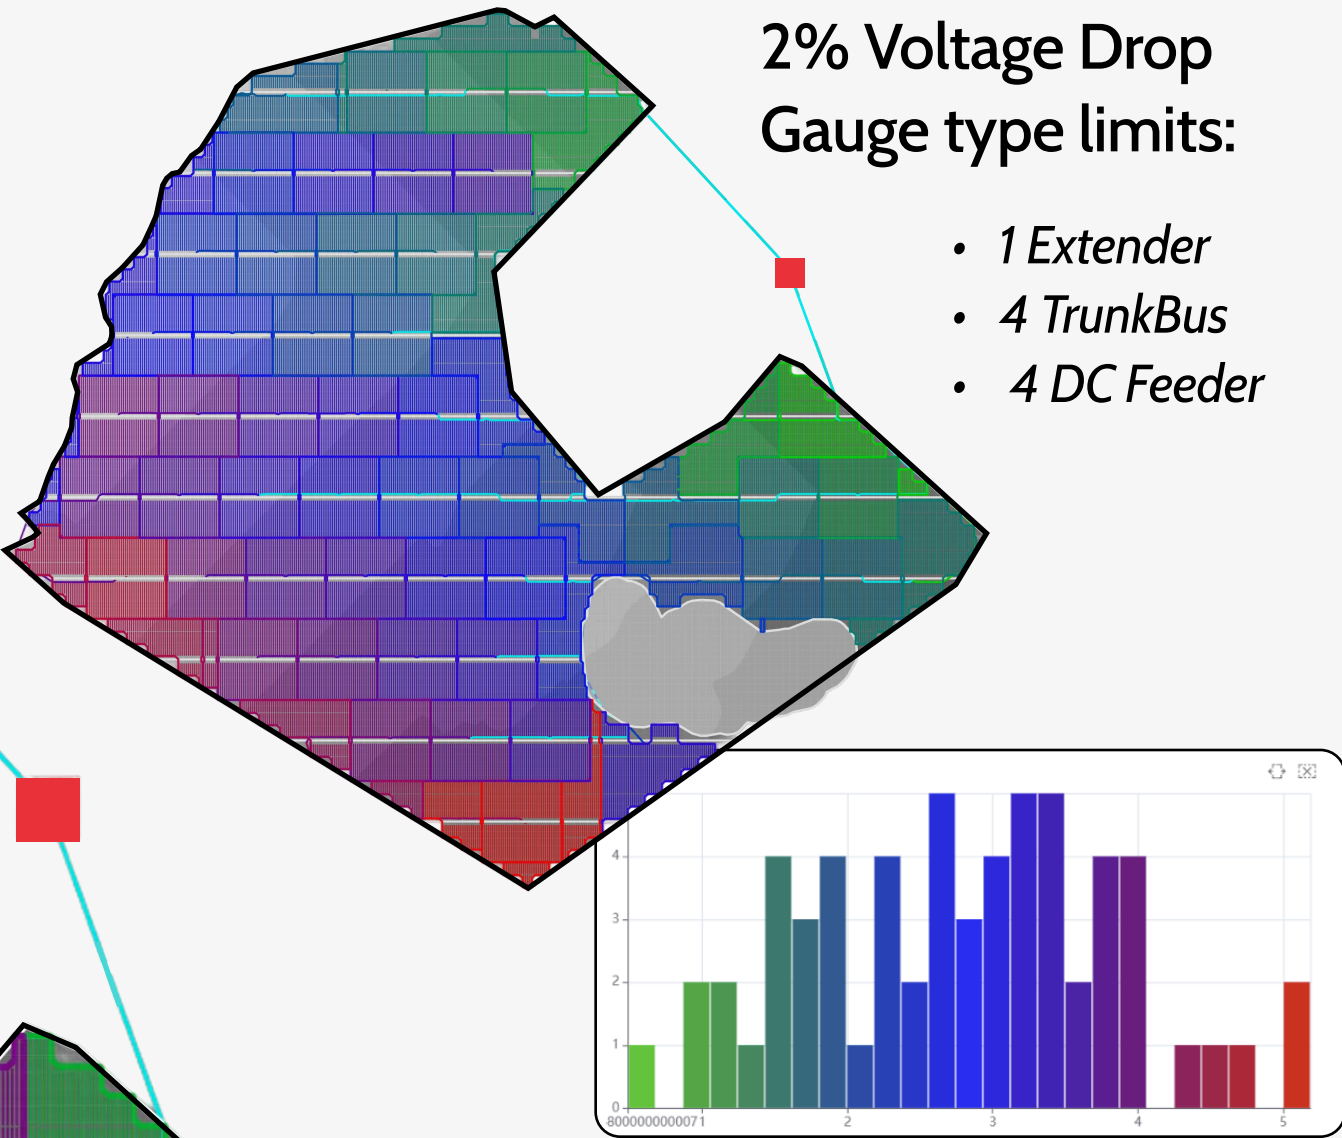 2% Voltage Drop
Gauge type limits:
• 1 Extender
• 4 TrunkBus
• 4 DC Feeder
4
3
2
1
0
8000000000071 2 3 4 5